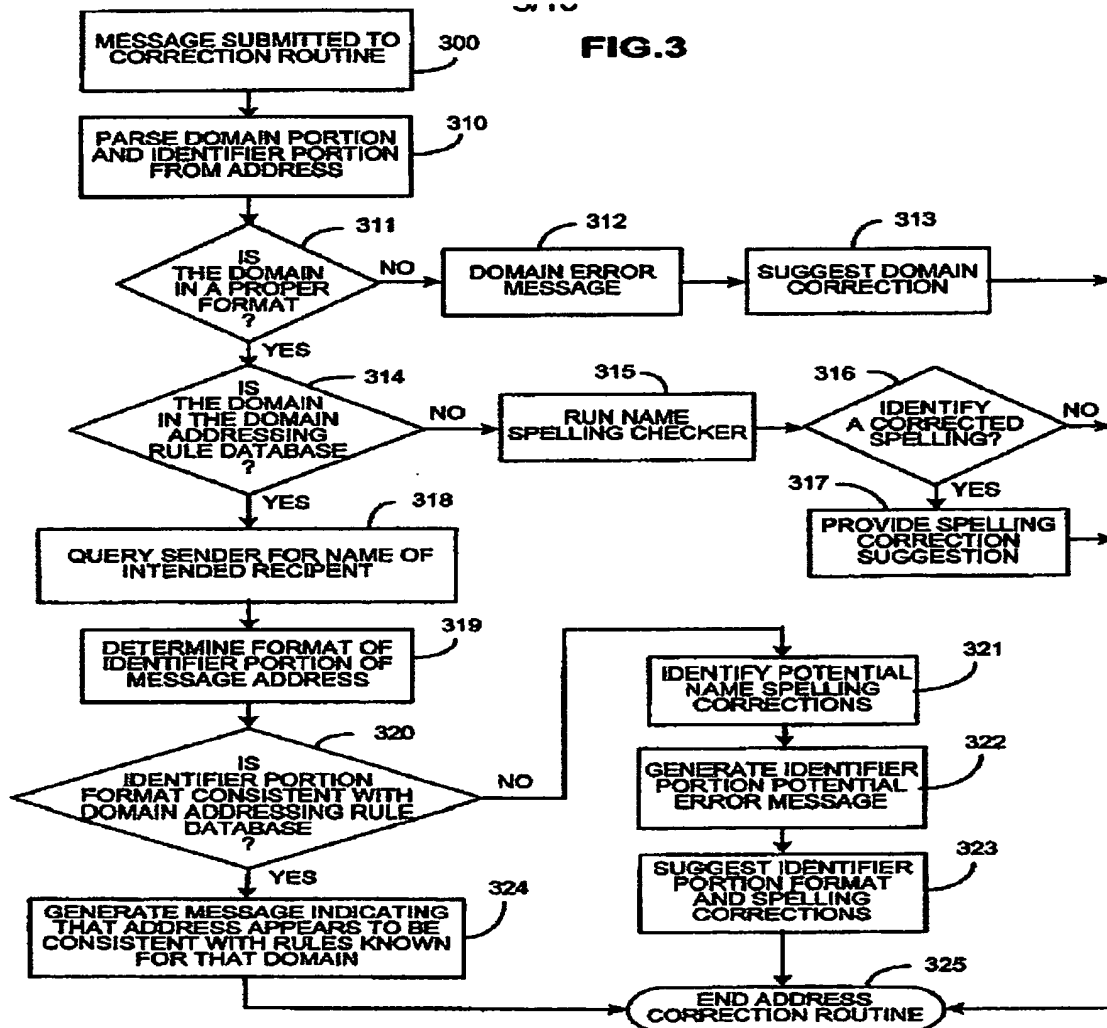 FIG.3
MESSAGE SUBMITTED TO
CORRECTION ROUTINE
300
PARSE DOMAIN PORTION
AND IDENTIFIER PORTION
FROM ADDRESS
310
IS
THE DOMAIN
IN A PROPER
FORMAT
?
311
NO
DOMAIN ERROR
MESSAGE
312
SUGGEST DOMAIN
CORRECTION
313
YES
IS
THE DOMAIN
IN THE DOMAIN
ADDRESSING
RULE DATABASE
?
314
NO
RUN NAME
SPELLING CHECKER
315
IDENTIFY
A CORRECTED
SPELLING?
316
NO
YES
PROVIDE SPELLING
CORRECTION
SUGGESTION
317
YES
QUERY SENDER FOR NAME OF
INTENDED RECIPENT
318
DETERMINE FORMAT OF
IDENTIFIER PORTION OF
MESSAGE ADDRESS
319
IS
IDENTIFIER PORTION
FORMAT CONSISTENT WITH
DOMAIN ADDRESSING RULE
DATABASE
?
320
NO
IDENTIFY POTENTIAL
NAME SPELLING
CORRECTIONS
321
GENERATE IDENTIFIER
PORTION POTENTIAL
ERROR MESSAGE
322
SUGGEST IDENTIFIER
PORTION FORMAT
AND SPELLING
CORRECTIONS
323
YES
GENERATE MESSAGE INDICATING
THAT ADDRESS APPEARS TO BE
CONSISTENT WITH RULES KNOWN
FOR THAT DOMAIN
324
END ADDRESS
CORRECTION ROUTINE
325